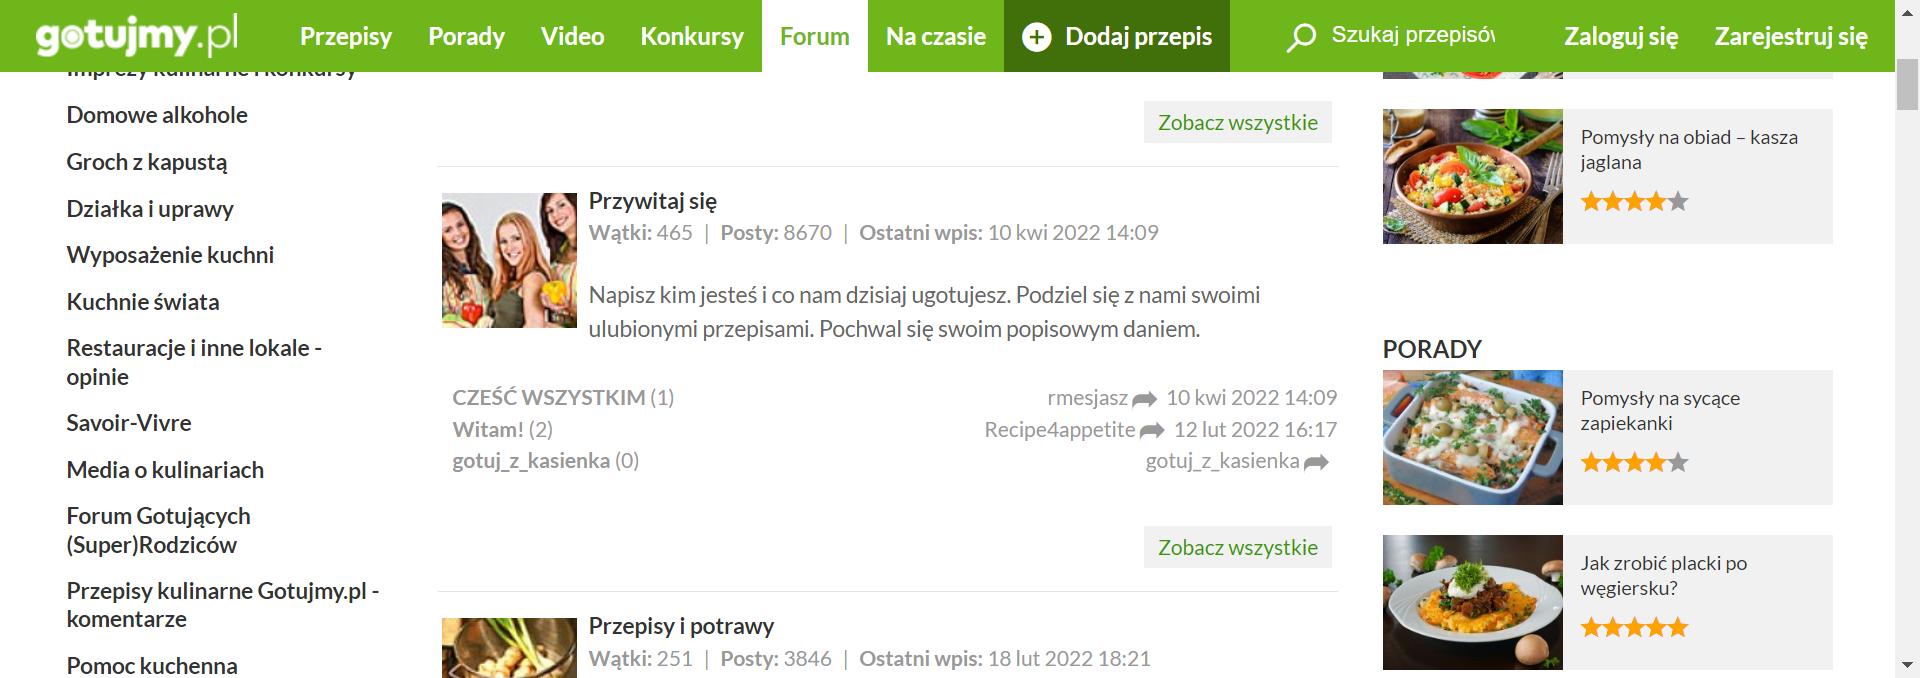 gotujmy.pl
Przepisy
Porady
Video
Konkursy
Forum
Na czasie
Dodaj przepis
Szukaj przepisów
Zaloguj się
Zarejestruj się
Imprezy kulinarne i konkursy
Domowe alkohole
Groch z kapustą
Działka i uprawy
Wyposażenie kuchni
Kuchnie świata
Restauracje i inne lokale -
opinie
Savoir-Vivre
Media o kulinariach
Forum Gotujących
(Super)Rodziców
Przepisy kulinarne Gotujmy.pl -
komentarze
Pomoc kuchenna
Zobacz wszystkie
Przywitaj się
Wątki: 465 | Posty: 8670 | Ostatni wpis: 10 kwi 2022 14:09
Napisz kim jesteś i co nam dzisiaj ugotujesz. Podziel się z nami swoimi
ulubionymi przepisami. Pochwal się swoim popisowym daniem.
CZEŚĆ WSZYSTKIM (1) rmesjasz 10 kwi 2022 14:09
Witam! (2) Recipe4appetite 12 lut 2022 16:17
gotuj_z_kasienka (0) gotuj_z_kasienka
Zobacz wszystkie
Przepisy i potrawy
Wątki: 251 | Posty: 3846 | Ostatni wpis: 18 lut 2022 18:21
Pomysły na obiad – kasza
jaglana
PORADY
Pomysły na sycące
zapiekanki
Jak zrobić placki po
węgiersku?